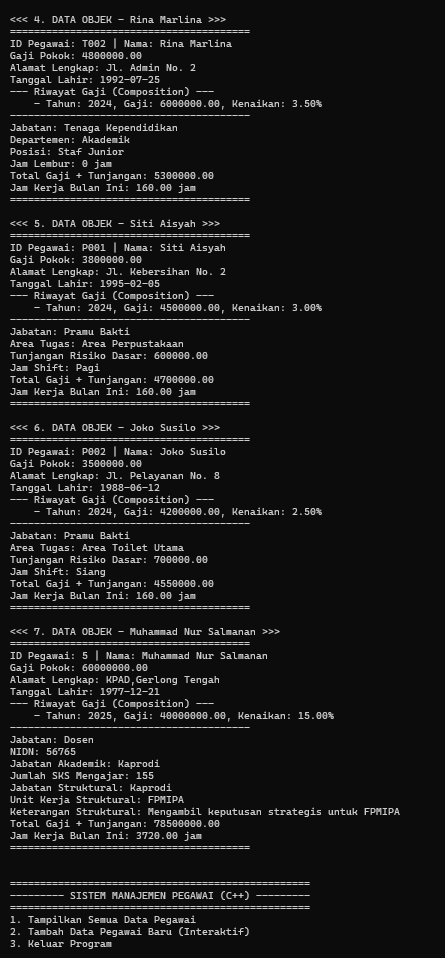 <<< 4. DATA OBJEK - Rina Marlina >>>
========================================
ID Pegawai: T002 | Nama: Rina Marlina
Gaji Pokok: 4800000.00
Alamat Lengkap: Jl. Admin No. 2
Tanggal Lahir: 1992-07-25
--- Riwayat Gaji (Composition) ---
    - Tahun: 2024, Gaji: 6000000.00, Kenaikan: 3.50%
----------------------------------------
Jabatan: Tenaga Kependidikan
Departemen: Akademik
Posisi: Staf Junior
Jam Lembur: 0 jam
Total Gaji + Tunjangan: 5300000.00
Jam Kerja Bulan Ini: 160.00 jam
========================================
<<< 5. DATA OBJEK - Siti Aisyah >>>
========================================
ID Pegawai: P001 | Nama: Siti Aisyah
Gaji Pokok: 3800000.00
Alamat Lengkap: Jl. Kebersihan No. 2
Tanggal Lahir: 1995-02-05
--- Riwayat Gaji (Composition) ---
    - Tahun: 2024, Gaji: 4500000.00, Kenaikan: 3.00%
----------------------------------------
Jabatan: Pramu Bakti
Area Tugas: Area Perpustakaan
Tunjangan Risiko Dasar: 600000.00
Jam Shift: Pagi
Total Gaji + Tunjangan: 4700000.00
Jam Kerja Bulan Ini: 160.00 jam
========================================
<<< 6. DATA OBJEK - Joko Susilo >>>
========================================
ID Pegawai: P002 | Nama: Joko Susilo
Gaji Pokok: 3500000.00
Alamat Lengkap: Jl. Pelayanan No. 8
Tanggal Lahir: 1988-06-12
--- Riwayat Gaji (Composition) ---
    - Tahun: 2024, Gaji: 4200000.00, Kenaikan: 2.50%
----------------------------------------
Jabatan: Pramu Bakti
Area Tugas: Area Toilet Utama
Tunjangan Risiko Dasar: 700000.00
Jam Shift: Siang
Total Gaji + Tunjangan: 4550000.00
Jam Kerja Bulan Ini: 160.00 jam
========================================
<<< 7. DATA OBJEK - Muhammad Nur Salmanan >>>
========================================
ID Pegawai: 5 | Nama: Muhammad Nur Salmanan
Gaji Pokok: 60000000.00
Alamat Lengkap: KPAD,Gerlong Tengah
Tanggal Lahir: 1977-12-21
--- Riwayat Gaji (Composition) ---
    - Tahun: 2025, Gaji: 40000000.00, Kenaikan: 15.00%
----------------------------------------
Jabatan: Dosen
NIDN: 56765
Jabatan Akademik: Kaprodi
Jumlah SKS Mengajar: 155
Jabatan Struktural: Kaprodi
Unit Kerja Struktural: FPMIPA
Keterangan Struktural: Mengambil keputusan strategis untuk FPMIPA
Total Gaji + Tunjangan: 78500000.00
Jam Kerja Bulan Ini: 3720.00 jam
========================================
==================================================
--------- SISTEM MANAJEMEN PEGAWAI (C++) ---------
==================================================
1. Tampilkan Semua Data Pegawai
2. Tambah Data Pegawai Baru (Interaktif)
3. Keluar Program